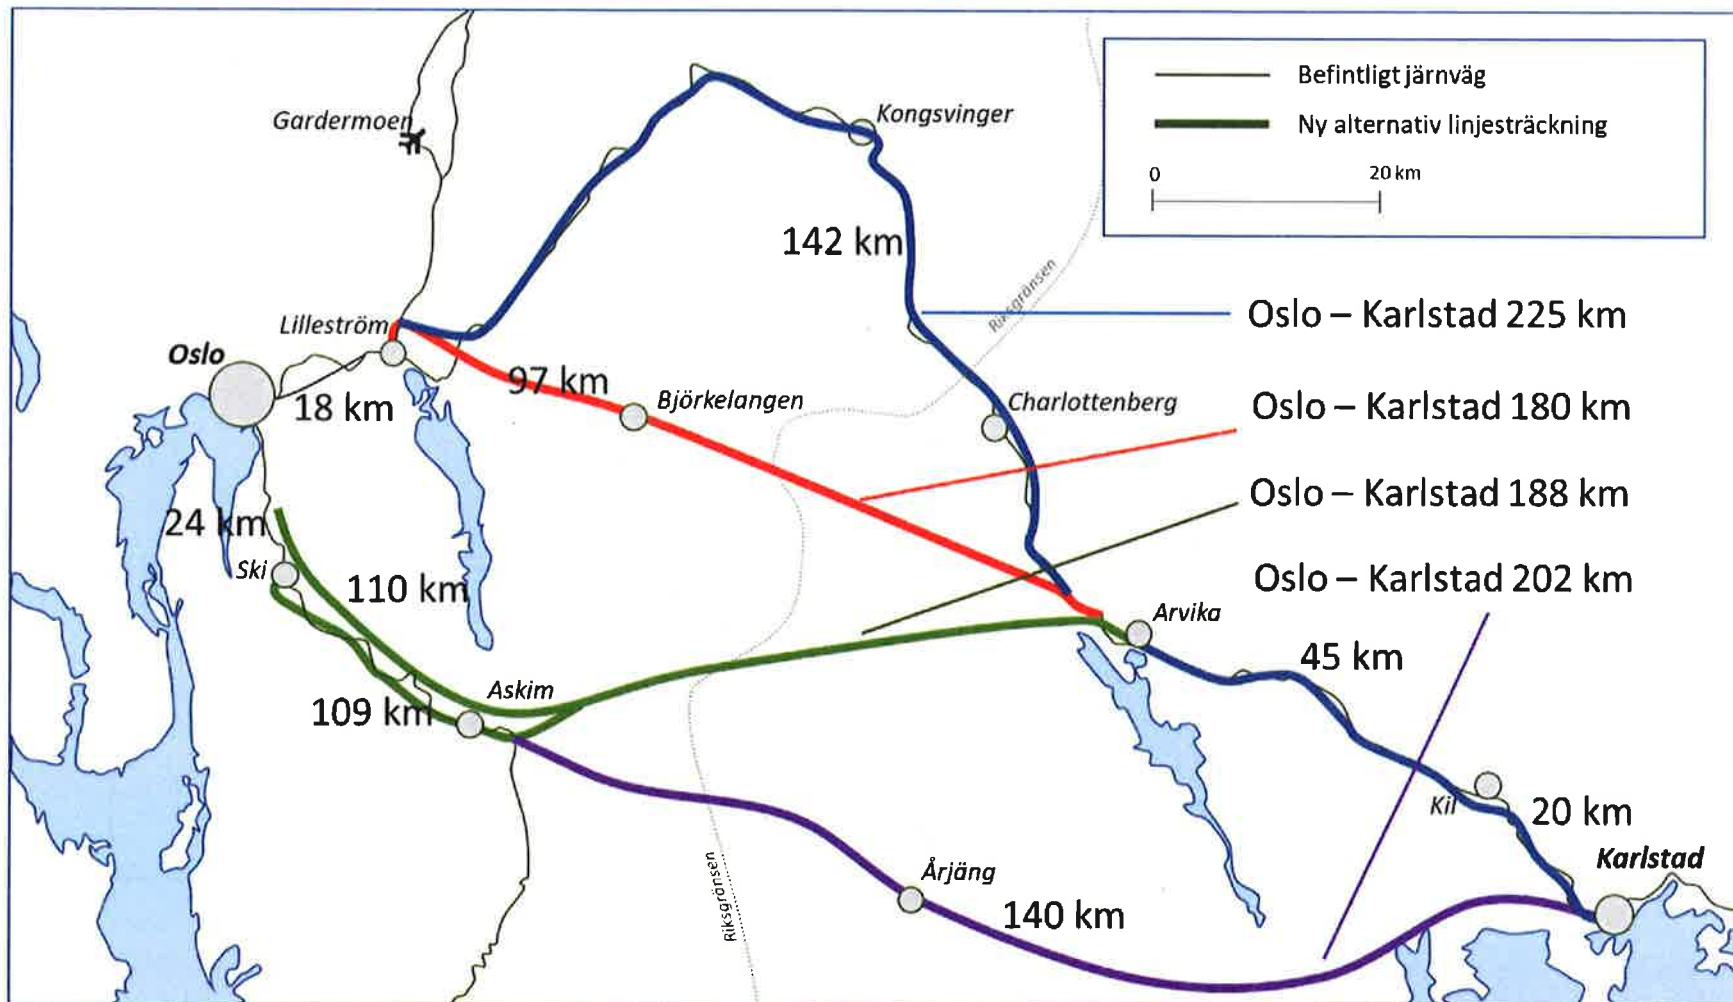 Befintligt järnväg
Ny alternativ linjesträckning
0
20 km
Gardermoen
Kongsvinger
142 km
Riksgränsen
Oslo – Karlstad 225 km
Lilleström
Oslo
18 km
97 km
Björkelangen
Charlottenberg
Oslo – Karlstad 180 km
Oslo – Karlstad 188 km
24 km
Ski
110 km
Oslo – Karlstad 202 km
Arvika
45 km
Askim
109 km
Kil
20 km
Karlstad
Årjäng
140 km
Riksgränsen